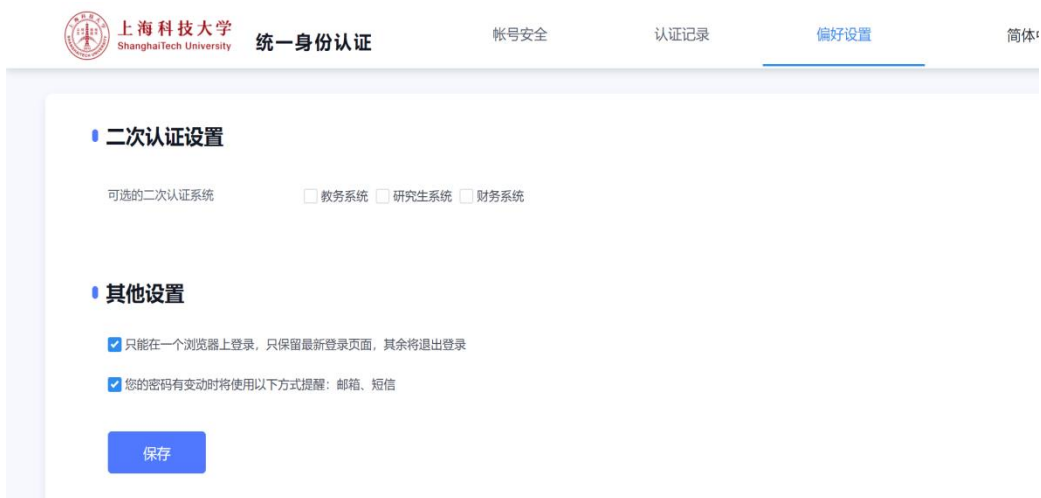 上海科技大学
ShanghaiTech University
统一身份认证
帐号安全
认证记录
偏好设置
简体
二次认证设置
可选的二次认证系统
教务系统 研究生系统 财务系统
其他设置
只能在一个浏览器上登录，只保留最新登录页面，其余将退出登录
您的密码有变动时将使用以下方式提醒：邮箱、短信
保存